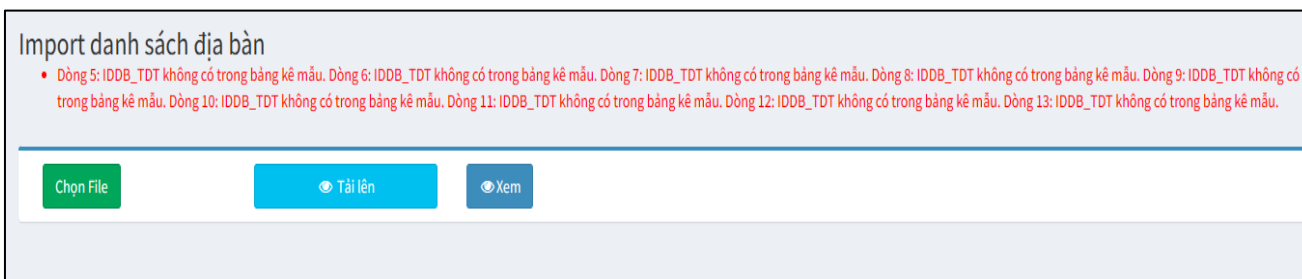 Import danh sách địa bàn
Dòng 5: IDDB_TDT không có trong bảng kê mẫu. Dòng 6: IDDB_TDT không có trong bảng kê mẫu. Dòng 7: IDDB_TDT không có trong bảng kê mẫu. Dòng 8: IDDB_TDT không có trong bảng kê mẫu. Dòng 9: IDDB_TDT không có
trong bảng kê mẫu. Dòng 10: IDDB_TDT không có trong bảng kê mẫu. Dòng 11: IDDB_TDT không có trong bảng kê mẫu. Dòng 12: IDDB_TDT không có trong bảng kê mẫu. Dòng 13: IDDB_TDT không có trong bảng kê mẫu.
Chọn File
Tải lên
Xem